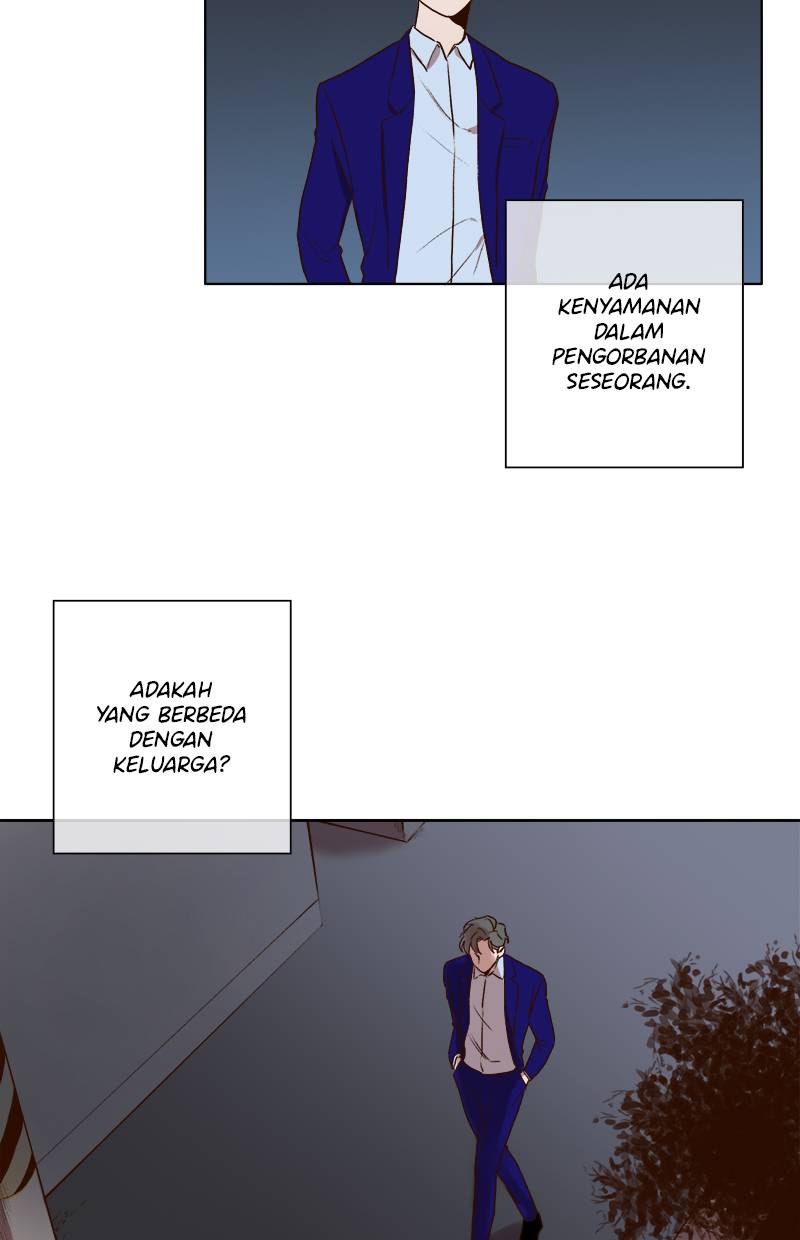 ADA
KENYAMANAN
DALAM
PENGORBANAN
SESEORANG.
ADAKAH
YANG BERBEDA
DENGAN
KELUARGA?